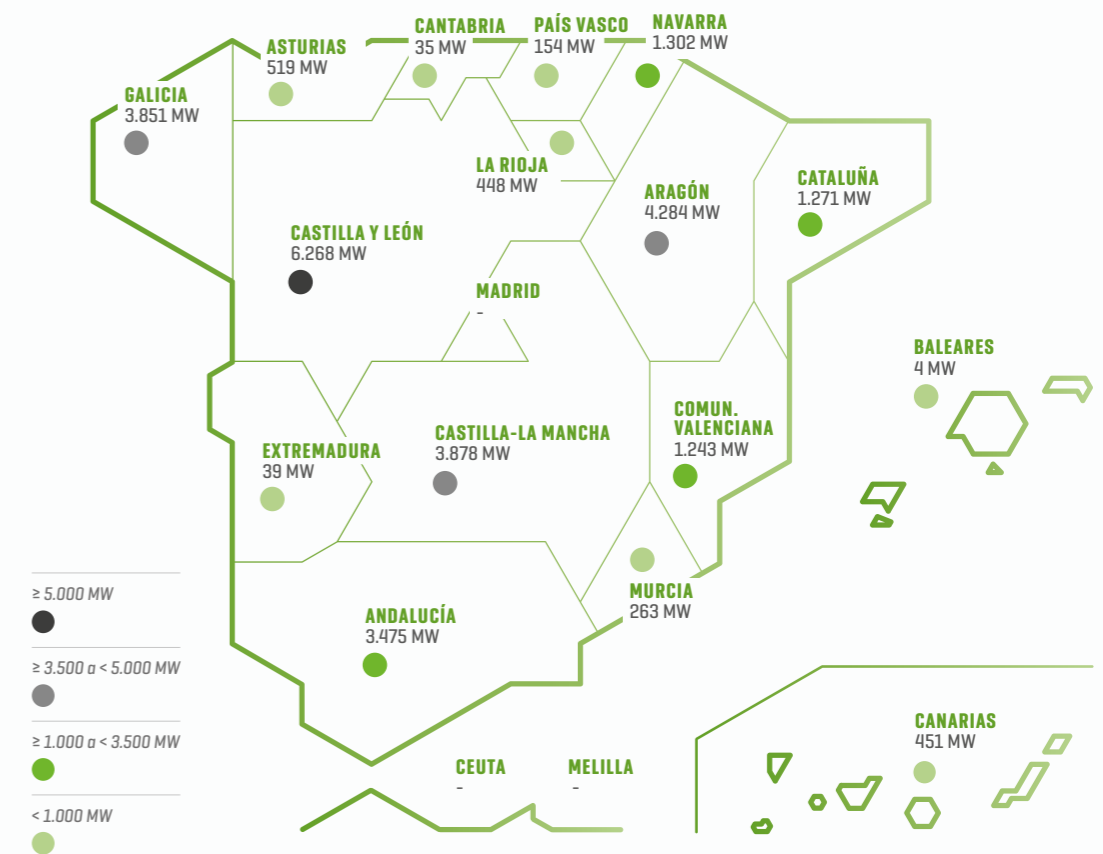 CANTABRIA
35 MW
PAÍS VASCO
154 MW
NAVARRA
1.302 MW
ASTURIAS
519 MW
GALICIA
3.851 MW
LA RIOJA
448 MW
ARAGÓN
4.284 MW
CATALUÑA
1.271 MW
CASTILLA Y LEÓN
6.268 MW
MADRID
-
BALEARES
4 MW
COMUN.
VALENCIANA
1.243 MW
CASTILLA-LA MANCHA
3.878 MW
EXTREMADURA
39 MW
MURCIA
263 MW
ANDALUCÍA
3.475 MW
≥ 5.000 MW
≥ 3.500 a < 5.000 MW
≥ 1.000 a < 3.500 MW
< 1.000 MW
CEUTA
-
MELILLA
-
CANARIAS
451 MW